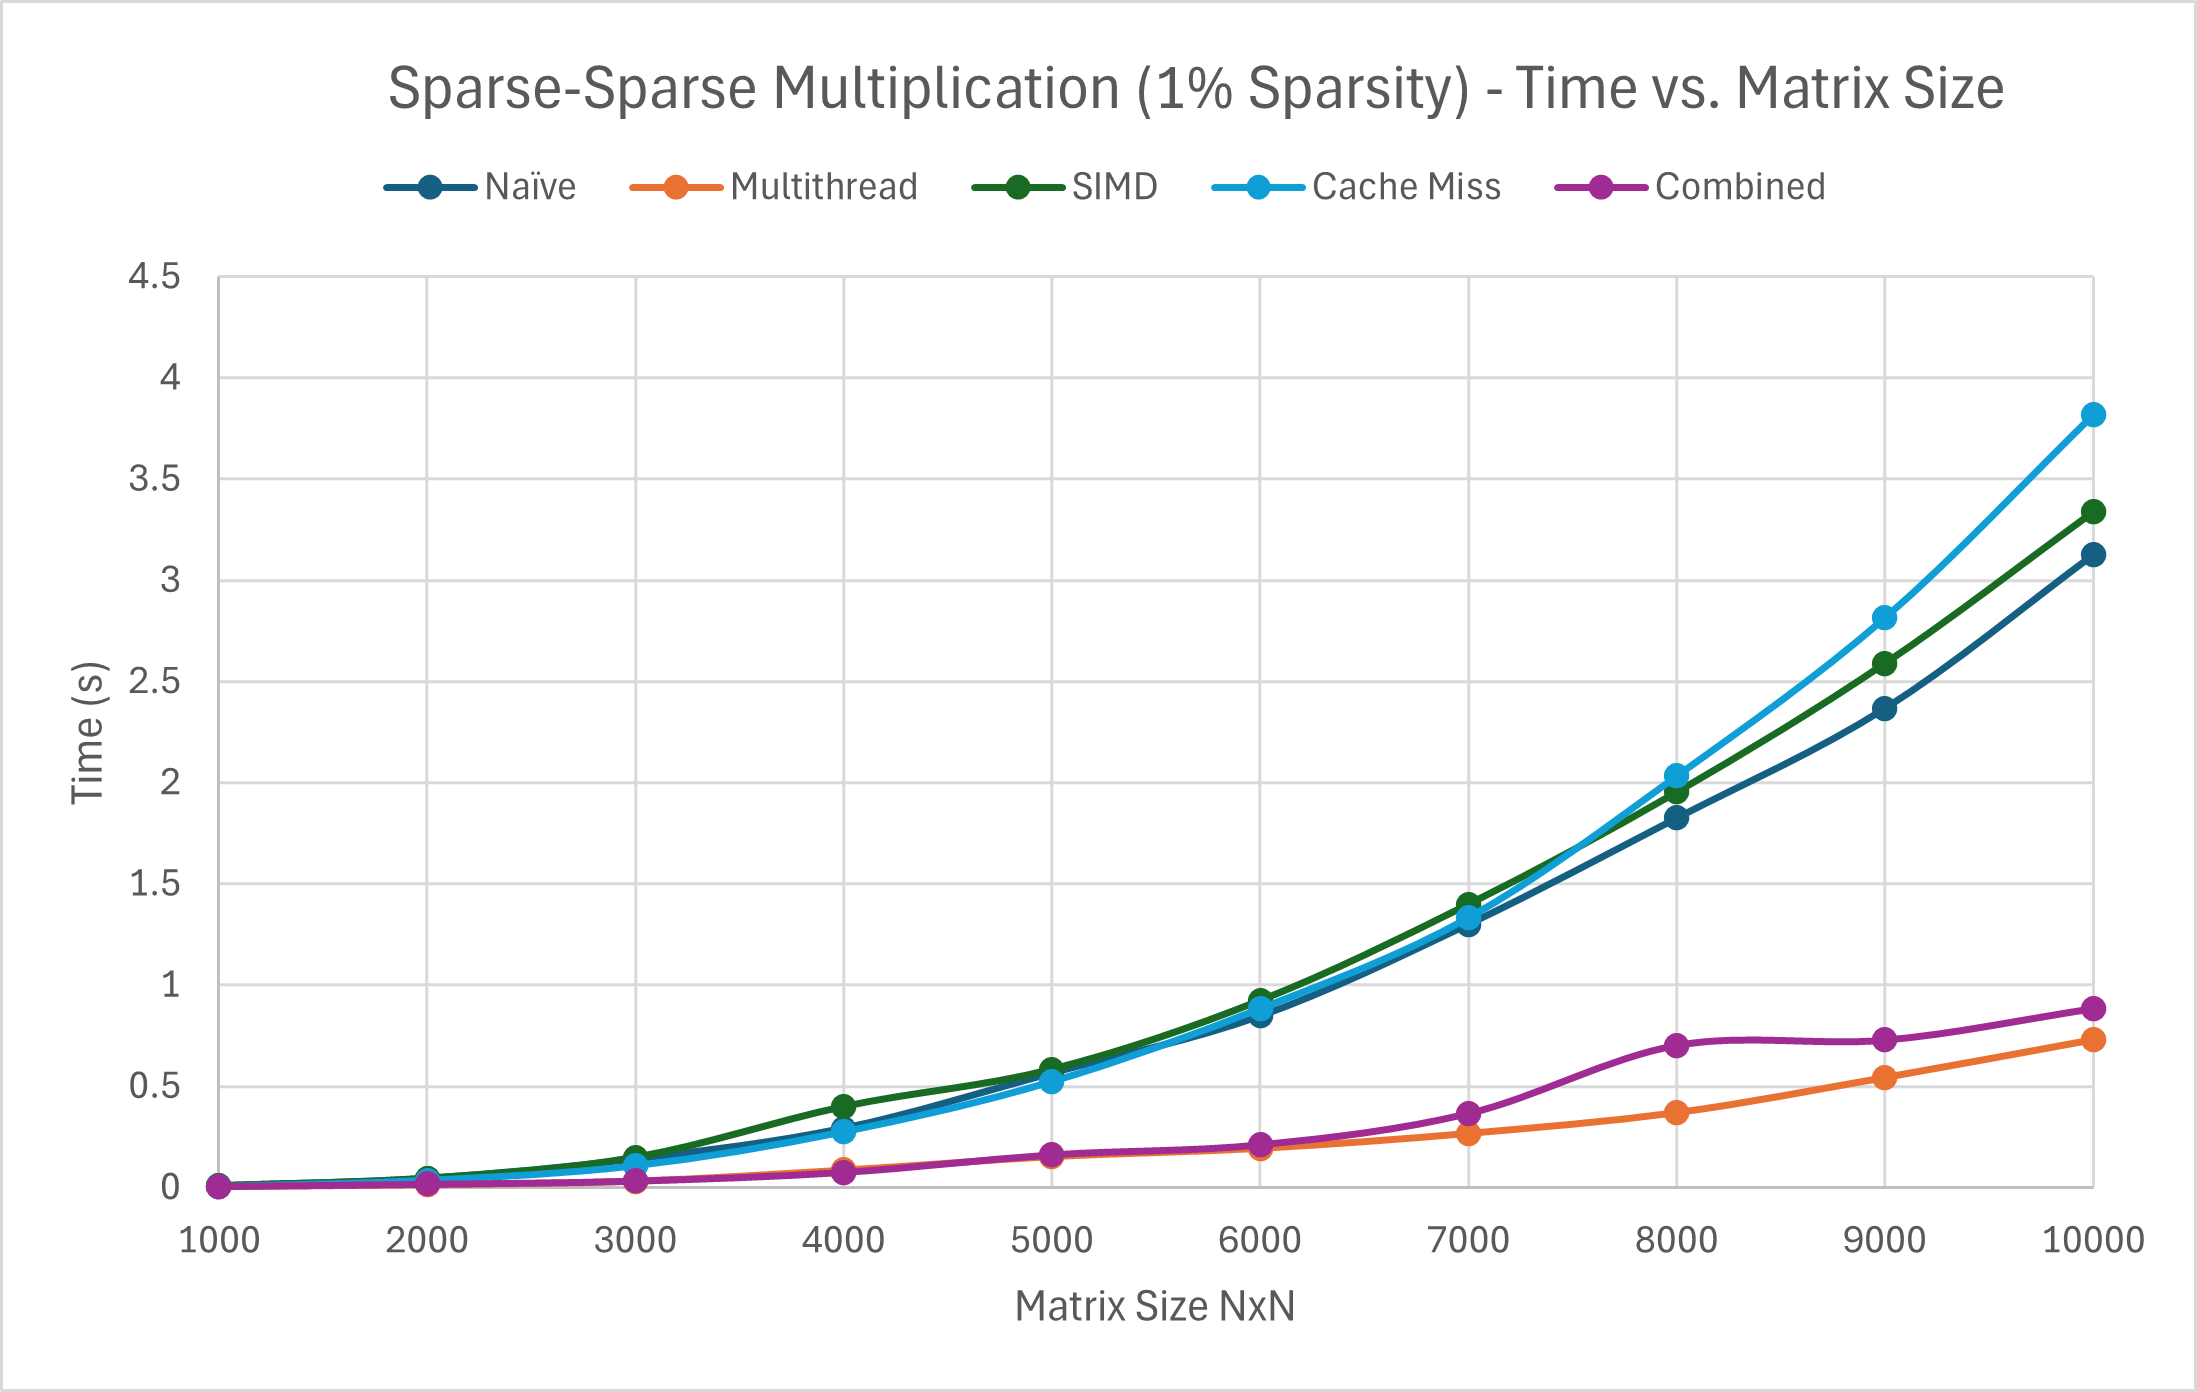 Sparse-Sparse Multiplication (1% Sparsity) - Time vs. Matrix Size
Naïve Multithread SIMD Cache Miss Combined
4.5
4
3.5
3
2.5
2
1.5
1
0.5
0
Time (s)
1000 2000 3000 4000 5000 6000 7000 8000 9000 10000
Matrix Size NxN